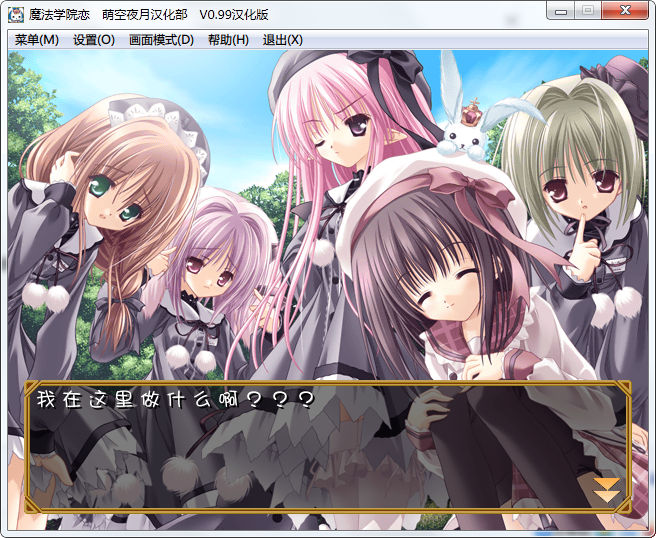 魔法学院恋 萌空夜月汉化部 V0.99汉化版
菜单(M) 设置(O) 画面模式(D) 帮助(H) 退出(X)
我在这里做什么啊？？？